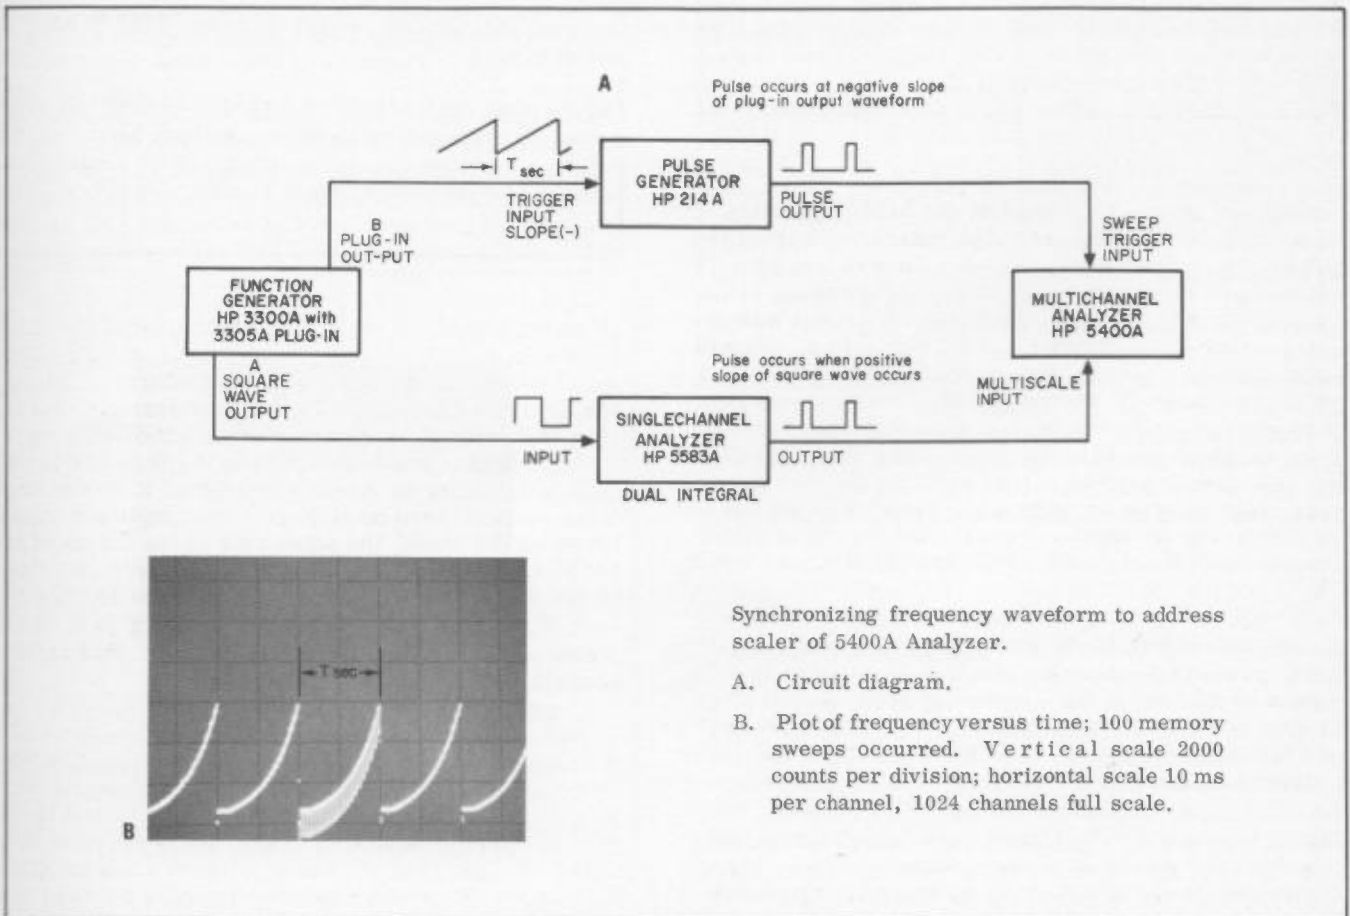 A
Pulse occurs at negative slope
of plug-in output waveform
T sec
PULSE
GENERATOR
HP 214A
TRIGGER
INPUT
SLOPE(-)
PULSE
OUTPUT
B
PLUG-IN
OUT-PUT
SWEEP
TRIGGER
INPUT
FUNCTION
GENERATOR
HP 3300A with
3305A PLUG-IN
MULTICHANNEL
ANALYZER
HP 5400A
A
SQUARE
WAVE
OUTPUT
Pulse occurs when positive
slope of square wave occurs
MULTISCALE
INPUT
INPUT
SINGLECHANNEL
ANALYZER
HP 5583A
OUTPUT
DUAL INTEGRAL
T sec
B
Synchronizing frequency waveform to address
scaler of 5400A Analyzer.
A. Circuit diagram.
B. Plot of frequency versus time; 100 memory
sweeps occurred. Vertical scale 2000
counts per division; horizontal scale 10 ms
per channel, 1024 channels full scale.